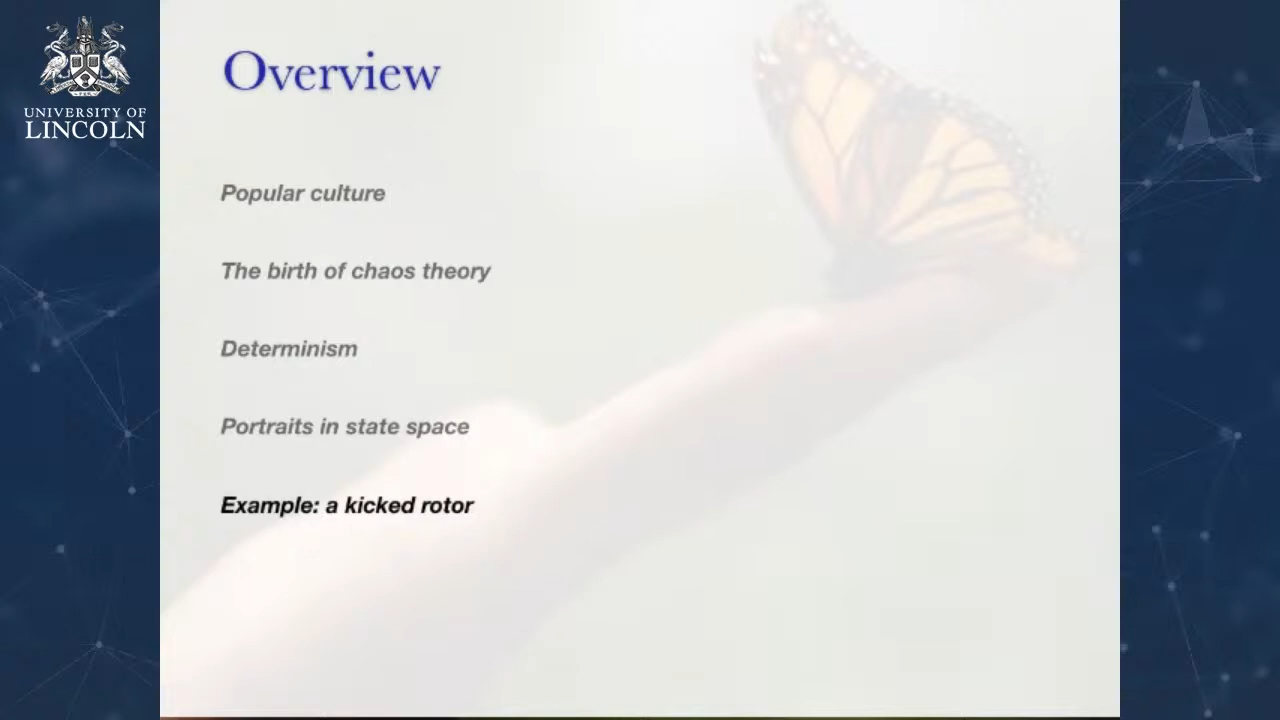 UNIVERSITY OF
LINCOLN
Overview
Popular culture
The birth of chaos theory
Determinism
Portraits in state space
Example: a kicked rotor